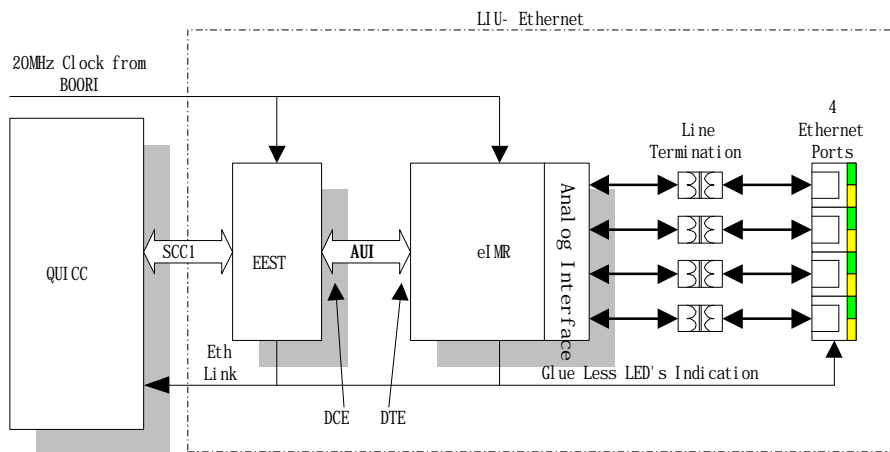 LIU- Ethernet
20MHz Clock from
BOORI
4
Ethernet
Ports
Line
Termination
QUICC
SCC1
EEST
AUI
eIMR
Analog Interface
Eth
Link
Glue Less LED's Indication
DCE
DTE